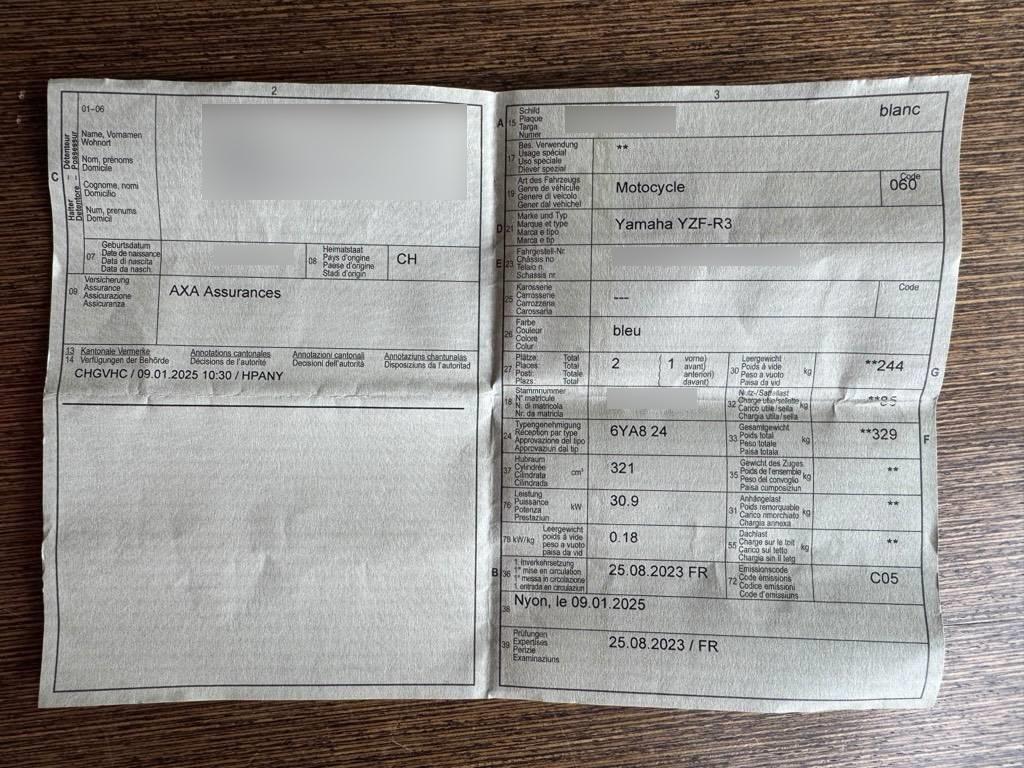 2
01–06
Halter – Détenteur
Detentore – Possessur
C
Name, Vornamen
Wohnort
Nom, prénoms
Domicile
Cognome, nomi
Domicilio
Num, prenums
Domicil
07
Geburtsdatum
Date de naissance
Data di nascita
Data da nasch.
08
Heimatstaat
Pays d'origine
Paese d'origine
Stadi d'origin
CH
09
Versicherung
Assurance
Assicurazione
Assicuranza
AXA Assurances
13
14
Kantonale Vermerke
Verfügungen der Behörde
Annotations cantonales
Décisions de l'autorité
Annotazioni cantonali
Decisioni dell'autorità
Annotaziuns chantunalas
Disposiziuns da l'autoritad
CHGVHC / 09.01.2025 10:30 / HPANY
3
A 15
Schild
Plaque
Targa
Numer
blanc
17
Bes. Verwendung
Usage spécial
Uso speciale
Diever spezial
**
19
Art des Fahrzeugs
Genre de véhicule
Genere di veicolo
Gener dal vehichel
Motocycle
Code
060
D 21
Marke und Typ
Marque et type
Marca e tipo
Marca e tip
Yamaha YZF-R3
E 23
Fahrgestell-Nr.
Châssis no
Telaio n.
Schassis nr.
25
Karosserie
Carrosserie
Carrozzeria
Carossaria
---
Code
26
Farbe
Couleur
Colore
Colur
bleu
27
Plätze: Total
Places: Total
Posti: Totale
Plazs: Total
2
1
vorne)
avant)
anteriori)
davant)
30
Leergewicht
Poids à vide
Peso a vuoto
Paisa da vid
kg
**244
G
18
Stammnummer
N° matricule
N. di matricola
Nr. da matricla
32
Nutz-/Sattellast
Charge utile/sellette
Carico utile/sella
Chargia utila/sella
kg
24
Typengenehmigung
Réception par type
Approvazione del tipo
Approvaziun dal tip
6YA8 24
33
Gesamtgewicht
Poids total
Peso totale
Paisa totala
kg
**329
F
37
Hubraum
Cylindrée
Cilindrata
Cilindrada
cm³
321
35
Gewicht des Zuges
Poids de l'ensemble
Peso del convoglio
Paisa cumposiziun
kg
**
76
Leistung
Puissance
Potenza
Prestaziun
kW
30.9
31
Anhängelast
Poids remorquable
Carico rimorchiato
Chargia annexa
kg
**
78 kW/kg
Leergewicht
poids à vide
peso a vuoto
paisa da vid
0.18
55
Dachlast
Charge sur le toit
Carico sul tetto
Chargia sin il tetg
kg
**
B 36
1. Inverkehrsetzung
1re mise en circulation
1a messa in circolazione
1. entrada en circulaziun
25.08.2023 FR
72
Emissionscode
Code émissions
Codice emissioni
Code d'emissiuns
C05
38
Nyon, le 09.01.2025
39
Prüfungen
Expertises
Perizie
Examinaziuns
25.08.2023 / FR